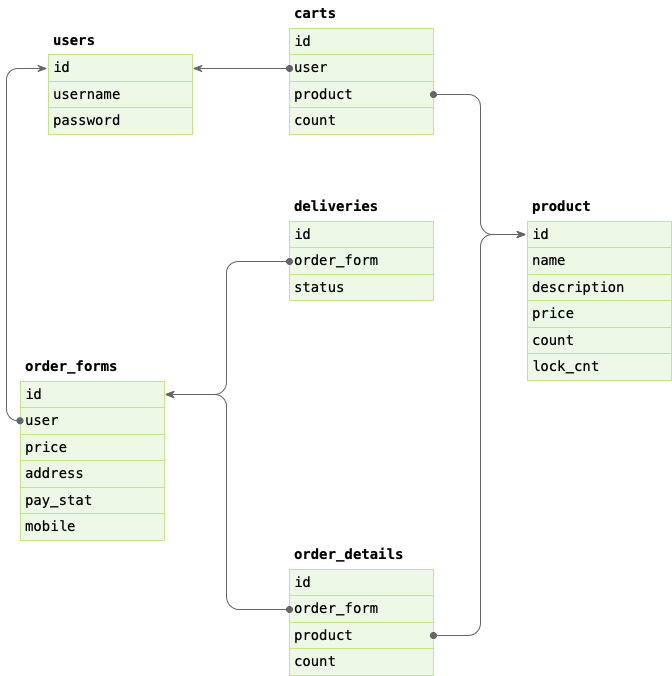 carts
id
user
product
count
users
id
username
password
deliveries
id
order_form
status
product
id
name
description
price
count
lock_cnt
order_forms
id
user
price
address
pay_stat
mobile
order_details
id
order_form
product
count